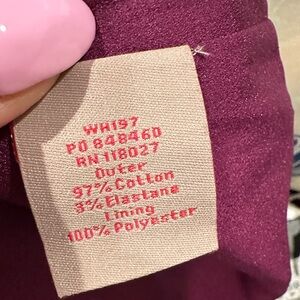 WH197
PO 848460
RN 118027
Outer
97% Cotton
3% Elastane
Lining
100% Polyester